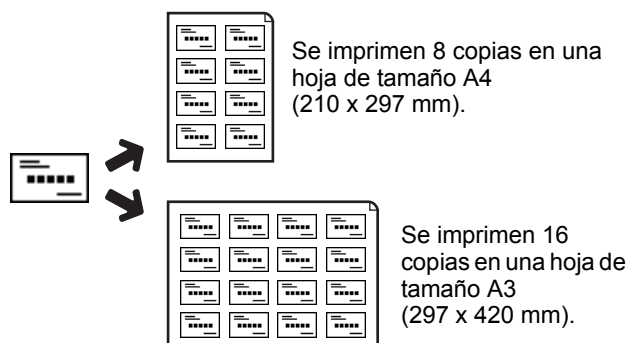 Se imprimen 8 copias en una
hoja de tamaño A4
(210 x 297 mm).
Se imprimen 16
copias en una hoja de
tamaño A3
(297 x 420 mm).